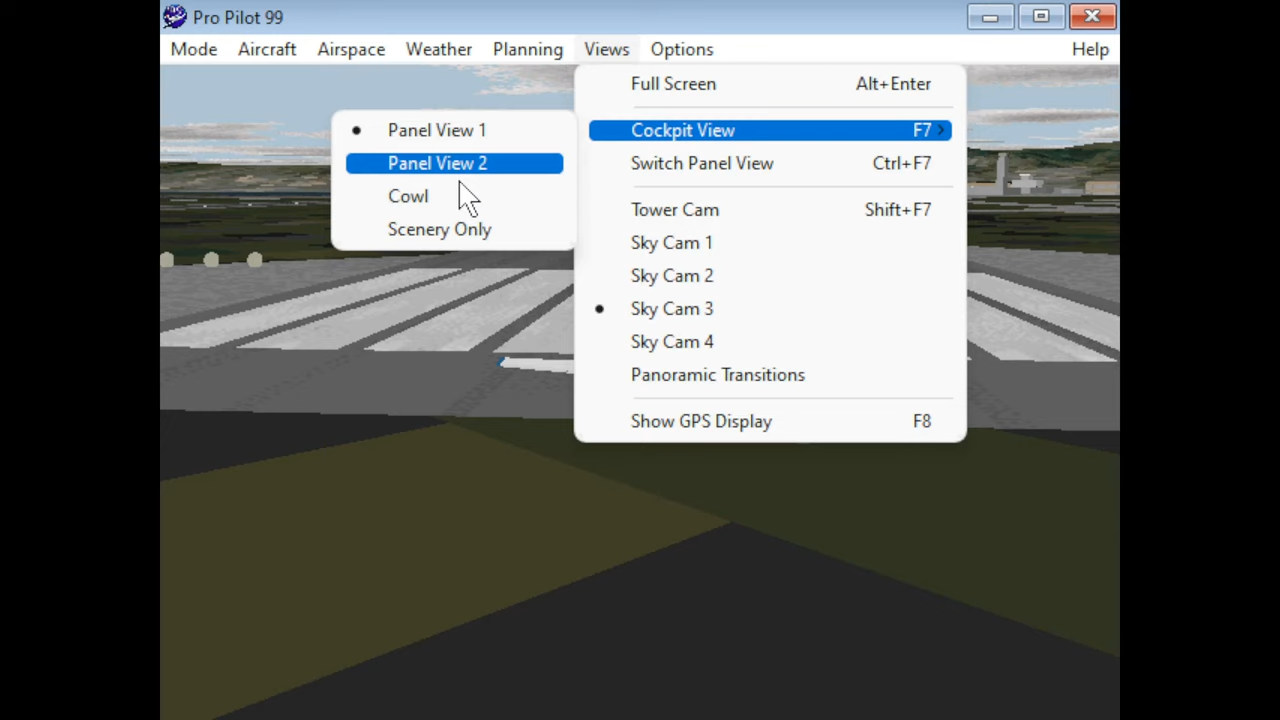 Pro Pilot 99
Mode Aircraft Airspace Weather Planning Views Options Help
Full Screen Alt+Enter
Cockpit View F7
Panel View 1
Panel View 2
Cowl
Scenery Only
Switch Panel View Ctrl+F7
Tower Cam Shift+F7
Sky Cam 1
Sky Cam 2
Sky Cam 3
Sky Cam 4
Panoramic Transitions
Show GPS Display F8